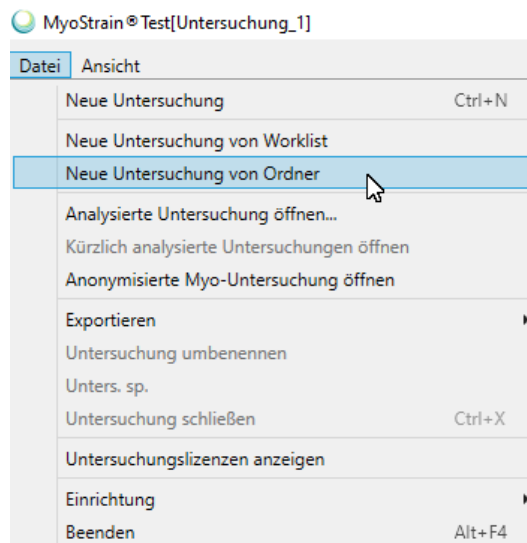 MyoStrain® Test[Untersuchung_1]
Datei Ansicht
Neue Untersuchung Ctrl+N
Neue Untersuchung von Worklist
Neue Untersuchung von Ordner
Analysierte Untersuchung öffnen...
Kürzlich analysierte Untersuchungen öffnen
Anonymisierte Myo-Untersuchung öffnen
Exportieren
Untersuchung umbenennen
Unters. sp.
Untersuchung schließen Ctrl+X
Untersuchungslizenzen anzeigen
Einrichtung
Beenden Alt+F4